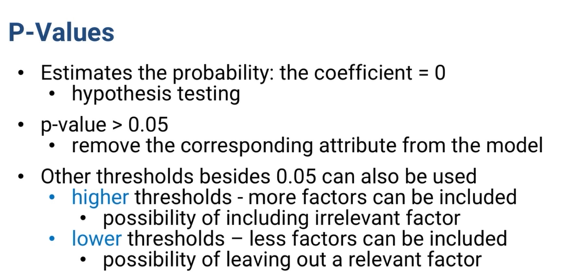 P-Values
• Estimates the probability: the coefficient = 0
• hypothesis testing
• p-value > 0.05
• remove the corresponding attribute from the model
• Other thresholds besides 0.05 can also be used
• higher thresholds - more factors can be included
• possibility of including irrelevant factor
• lower thresholds – less factors can be included
• possibility of leaving out a relevant factor